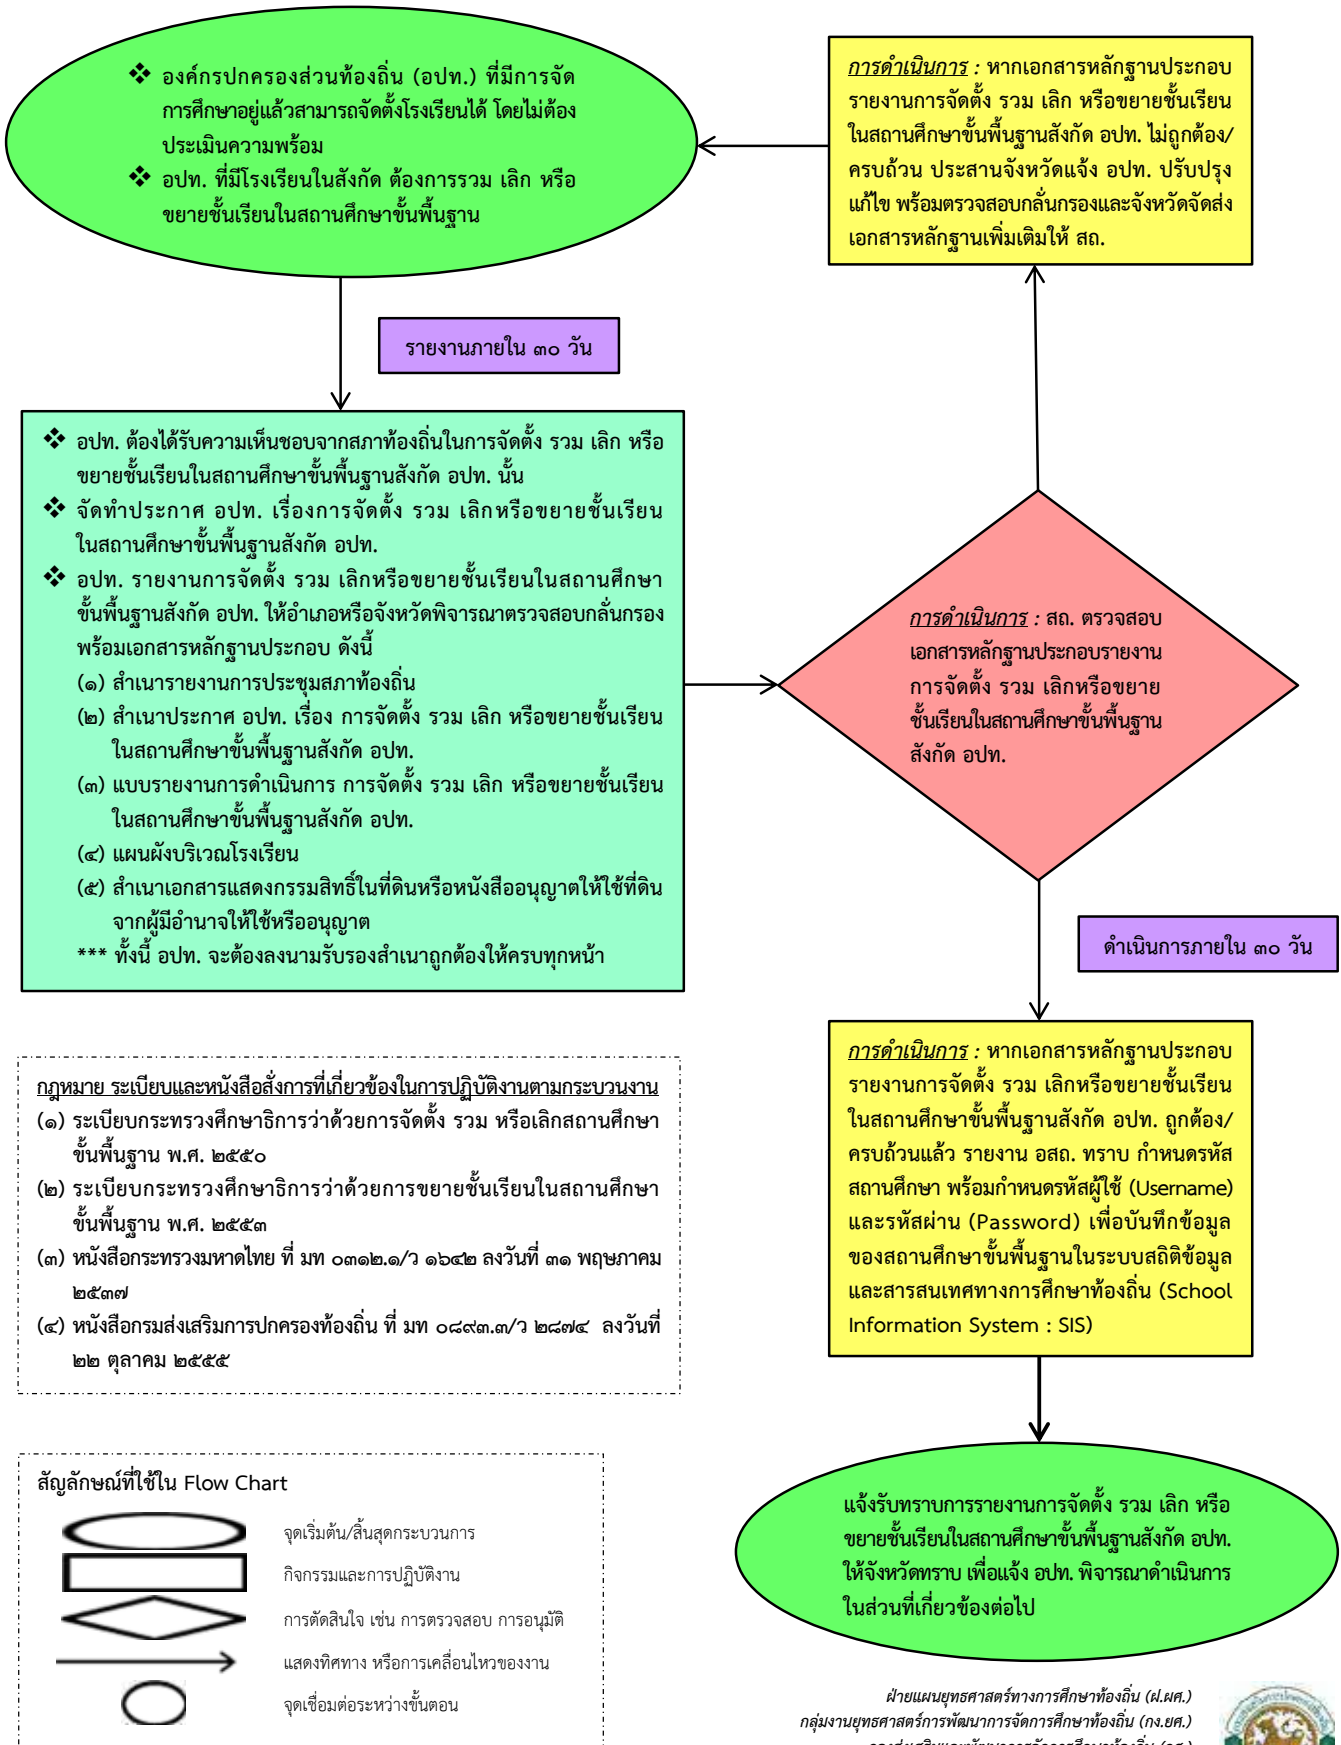 ❖ องค์กรปกครองส่วนท้องถิ่น (อปท.) ที่มีการจัด
การศึกษาอยู่แล้วสามารถจัดตั้งโรงเรียนได้ โดยไม่ต้อง
ประเมินความพร้อม
❖ อปท. ที่มีโรงเรียนในสังกัด ต้องการรวม เลิก หรือ
ขยายชั้นเรียนในสถานศึกษาขั้นพื้นฐาน
การดำเนินการ : หากเอกสารหลักฐานประกอบ
รายงานการจัดตั้ง รวม เลิก หรือขยายชั้นเรียน
ในสถานศึกษาขั้นพื้นฐานสังกัด อปท. ไม่ถูกต้อง/
ครบถ้วน ประสานจังหวัดแจ้ง อปท. ปรับปรุง
แก้ไข พร้อมตรวจสอบกลั่นกรองและจังหวัดจัดส่ง
เอกสารหลักฐานเพิ่มเติมให้ สถ.
รายงานภายใน ๓๐ วัน
❖ อปท. ต้องได้รับความเห็นชอบจากสภาท้องถิ่นในการจัดตั้ง รวม เลิก หรือ
ขยายชั้นเรียนในสถานศึกษาขั้นพื้นฐานสังกัด อปท. นั้น
❖ จัดทำประกาศ อปท. เรื่องการจัดตั้ง รวม เลิกหรือขยายชั้นเรียน
ในสถานศึกษาขั้นพื้นฐานสังกัด อปท.
❖ อปท. รายงานการจัดตั้ง รวม เลิกหรือขยายชั้นเรียนในสถานศึกษา
ขั้นพื้นฐานสังกัด อปท. ให้อำเภอหรือจังหวัดพิจารณาตรวจสอบกลั่นกรอง
พร้อมเอกสารหลักฐานประกอบ ดังนี้
(๑) สำเนารายงานการประชุมสภาท้องถิ่น
(๒) สำเนาประกาศ อปท. เรื่อง การจัดตั้ง รวม เลิก หรือขยายชั้นเรียน
ในสถานศึกษาขั้นพื้นฐานสังกัด อปท.
(๓) แบบรายงานการดำเนินการ การจัดตั้ง รวม เลิก หรือขยายชั้นเรียน
ในสถานศึกษาขั้นพื้นฐานสังกัด อปท.
(๔) แผนผังบริเวณโรงเรียน
(๕) สำเนาเอกสารแสดงกรรมสิทธิ์ในที่ดินหรือหนังสืออนุญาตให้ใช้ที่ดิน
จากผู้มีอำนาจให้ใช้หรืออนุญาต
*** ทั้งนี้ อปท. จะต้องลงนามรับรองสำเนาถูกต้องให้ครบทุกหน้า
การดำเนินการ : สถ. ตรวจสอบ
เอกสารหลักฐานประกอบรายงาน
การจัดตั้ง รวม เลิกหรือขยาย
ชั้นเรียนในสถานศึกษาขั้นพื้นฐาน
สังกัด อปท.
ดำเนินการภายใน ๓๐ วัน
การดำเนินการ : หากเอกสารหลักฐานประกอบ
รายงานการจัดตั้ง รวม เลิกหรือขยายชั้นเรียน
ในสถานศึกษาขั้นพื้นฐานสังกัด อปท. ถูกต้อง/
ครบถ้วนแล้ว รายงาน อสถ. ทราบ กำหนดรหัส
สถานศึกษา พร้อมกำหนดรหัสผู้ใช้ (Username)
และรหัสผ่าน (Password) เพื่อบันทึกข้อมูล
ของสถานศึกษาขั้นพื้นฐานในระบบสถิติข้อมูล
และสารสนเทศทางการศึกษาท้องถิ่น (School
Information System : SIS)
กฎหมาย ระเบียบและหนังสือสั่งการที่เกี่ยวข้องในการปฏิบัติงานตามกระบวนงาน
(๑) ระเบียบกระทรวงศึกษาธิการว่าด้วยการจัดตั้ง รวม หรือเลิกสถานศึกษา
ขั้นพื้นฐาน พ.ศ. ๒๕๕๐
(๒) ระเบียบกระทรวงศึกษาธิการว่าด้วยการขยายชั้นเรียนในสถานศึกษา
ขั้นพื้นฐาน พ.ศ. ๒๕๕๓
(๓) หนังสือกระทรวงมหาดไทย ที่ มท ๐๓๑๒.๑/ว ๑๖๔๒ ลงวันที่ ๓๑ พฤษภาคม
๒๕๓๗
(๔) หนังสือกรมส่งเสริมการปกครองท้องถิ่น ที่ มท ๐๘๙๓.๓/ว ๒๘๗๔ ลงวันที่
๒๒ ตุลาคม ๒๕๕๕
สัญลักษณ์ที่ใช้ใน Flow Chart
จุดเริ่มต้น/สิ้นสุดกระบวนการ
กิจกรรมและการปฏิบัติงาน
การตัดสินใจ เช่น การตรวจสอบ การอนุมัติ
แสดงทิศทาง หรือการเคลื่อนไหวของงาน
จุดเชื่อมต่อระหว่างขั้นตอน
แจ้งรับทราบการรายงานการจัดตั้ง รวม เลิก หรือ
ขยายชั้นเรียนในสถานศึกษาขั้นพื้นฐานสังกัด อปท.
ให้จังหวัดทราบ เพื่อแจ้ง อปท. พิจารณาดำเนินการ
ในส่วนที่เกี่ยวข้องต่อไป
ฝ่ายแผนยุทธศาสตร์ทางการศึกษาท้องถิ่น (ฝ.ผศ.)
กลุ่มงานยุทธศาสตร์การพัฒนาการจัดการศึกษาท้องถิ่น (กง.ยศ.)